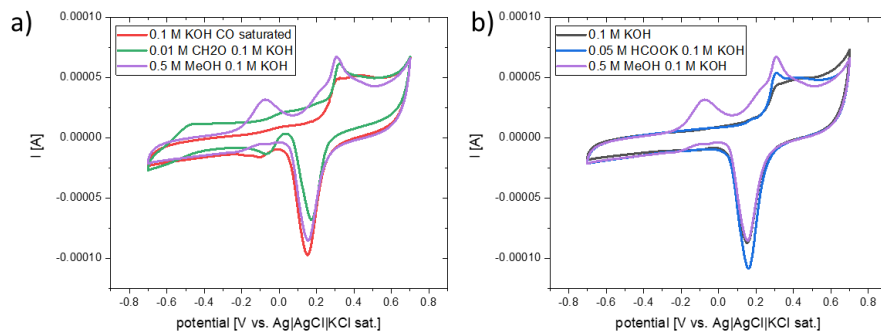 a)
0.1 M KOH CO saturated
0.01 M CH2O 0.1 M KOH
0.5 M MeOH 0.1 M KOH
0.00010
0.00005
0.00000
-0.00005
-0.00010
I [A]
-0.8 -0.6 -0.4 -0.2 0.0 0.2 0.4 0.6 0.8
potential [V vs. Ag|AgCl|KCl sat.]
b)
0.1 M KOH
0.05 M HCOOK 0.1 M KOH
0.5 M MeOH 0.1 M KOH
0.00010
0.00005
0.00000
-0.00005
-0.00010
I [A]
-0.8 -0.6 -0.4 -0.2 0.0 0.2 0.4 0.6 0.8
potential [V vs. Ag|AgCl|KCl sat.]